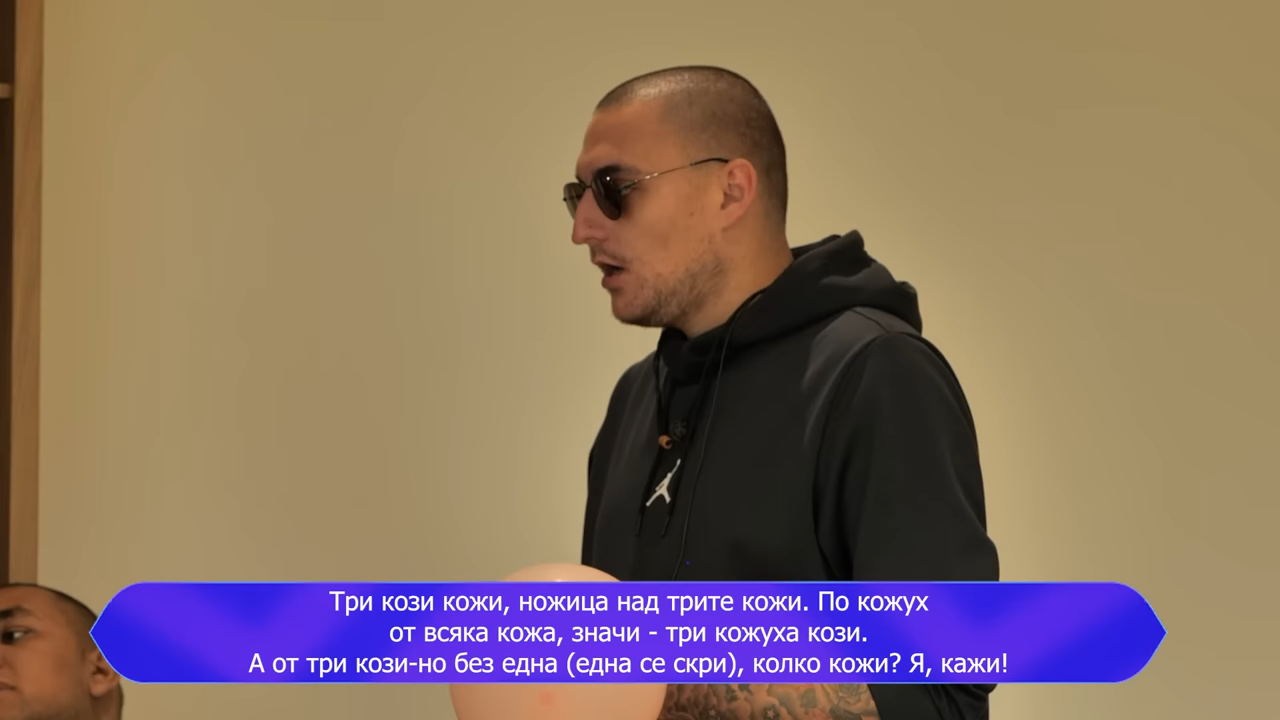 Три кози кожи, ножица над трите кожи. По кожух
от всяка кожа, значи - три кожуха кози.
А от три кози-но без една (една се скри), колко кожи? Я, кажи!